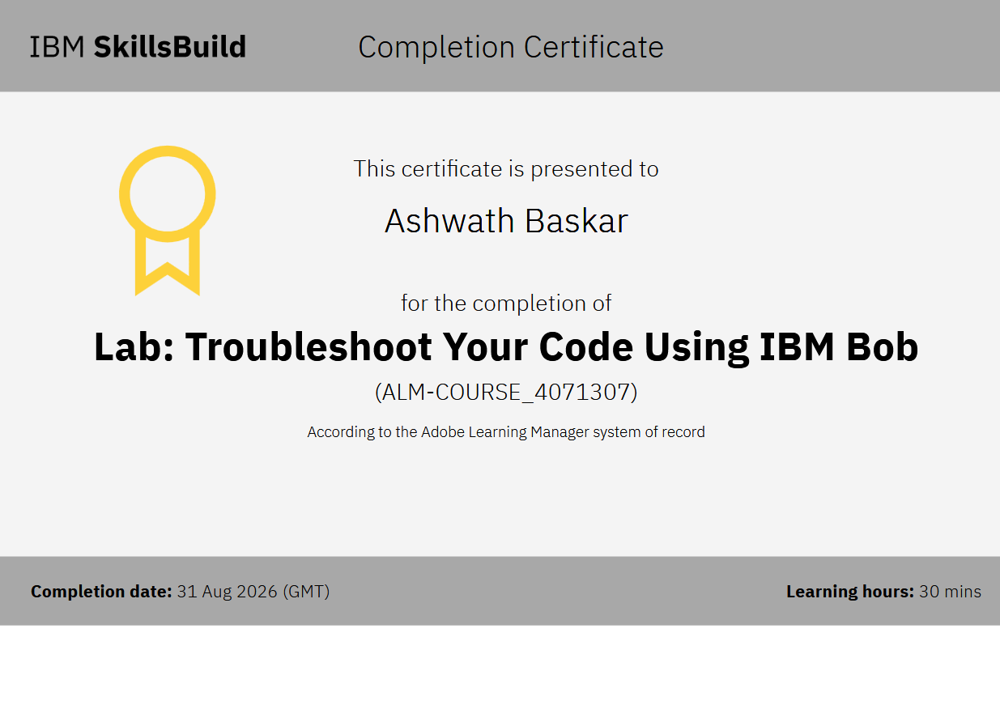 IBM SkillsBuild
Completion Certificate
This certificate is presented to
Ashwath Baskar
for the completion of
Lab: Troubleshoot Your Code Using IBM Bob
(ALM-COURSE_4071307)
According to the Adobe Learning Manager system of record
Completion date: 31 Aug 2026 (GMT)
Learning hours: 30 mins